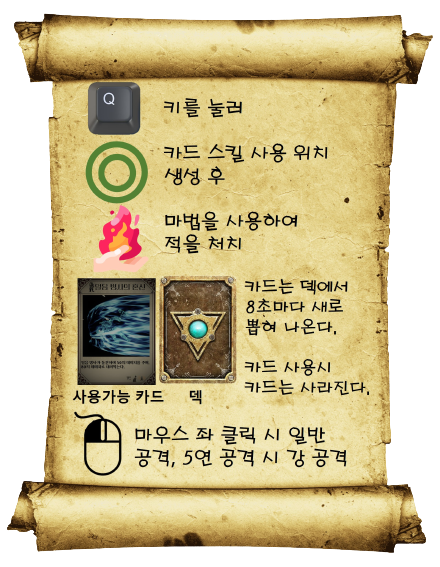 Q
키를 눌러
카드 스킬 사용 위치
생성 후
마법을 사용하여
적을 처치
카드는 덱에서
8초마다 새로
뽑혀 나온다.
카드 사용시
카드는 사라진다.
사용가능 카드
덱
마우스 좌 클릭 시 일반
공격, 5연 공격 시 강 공격